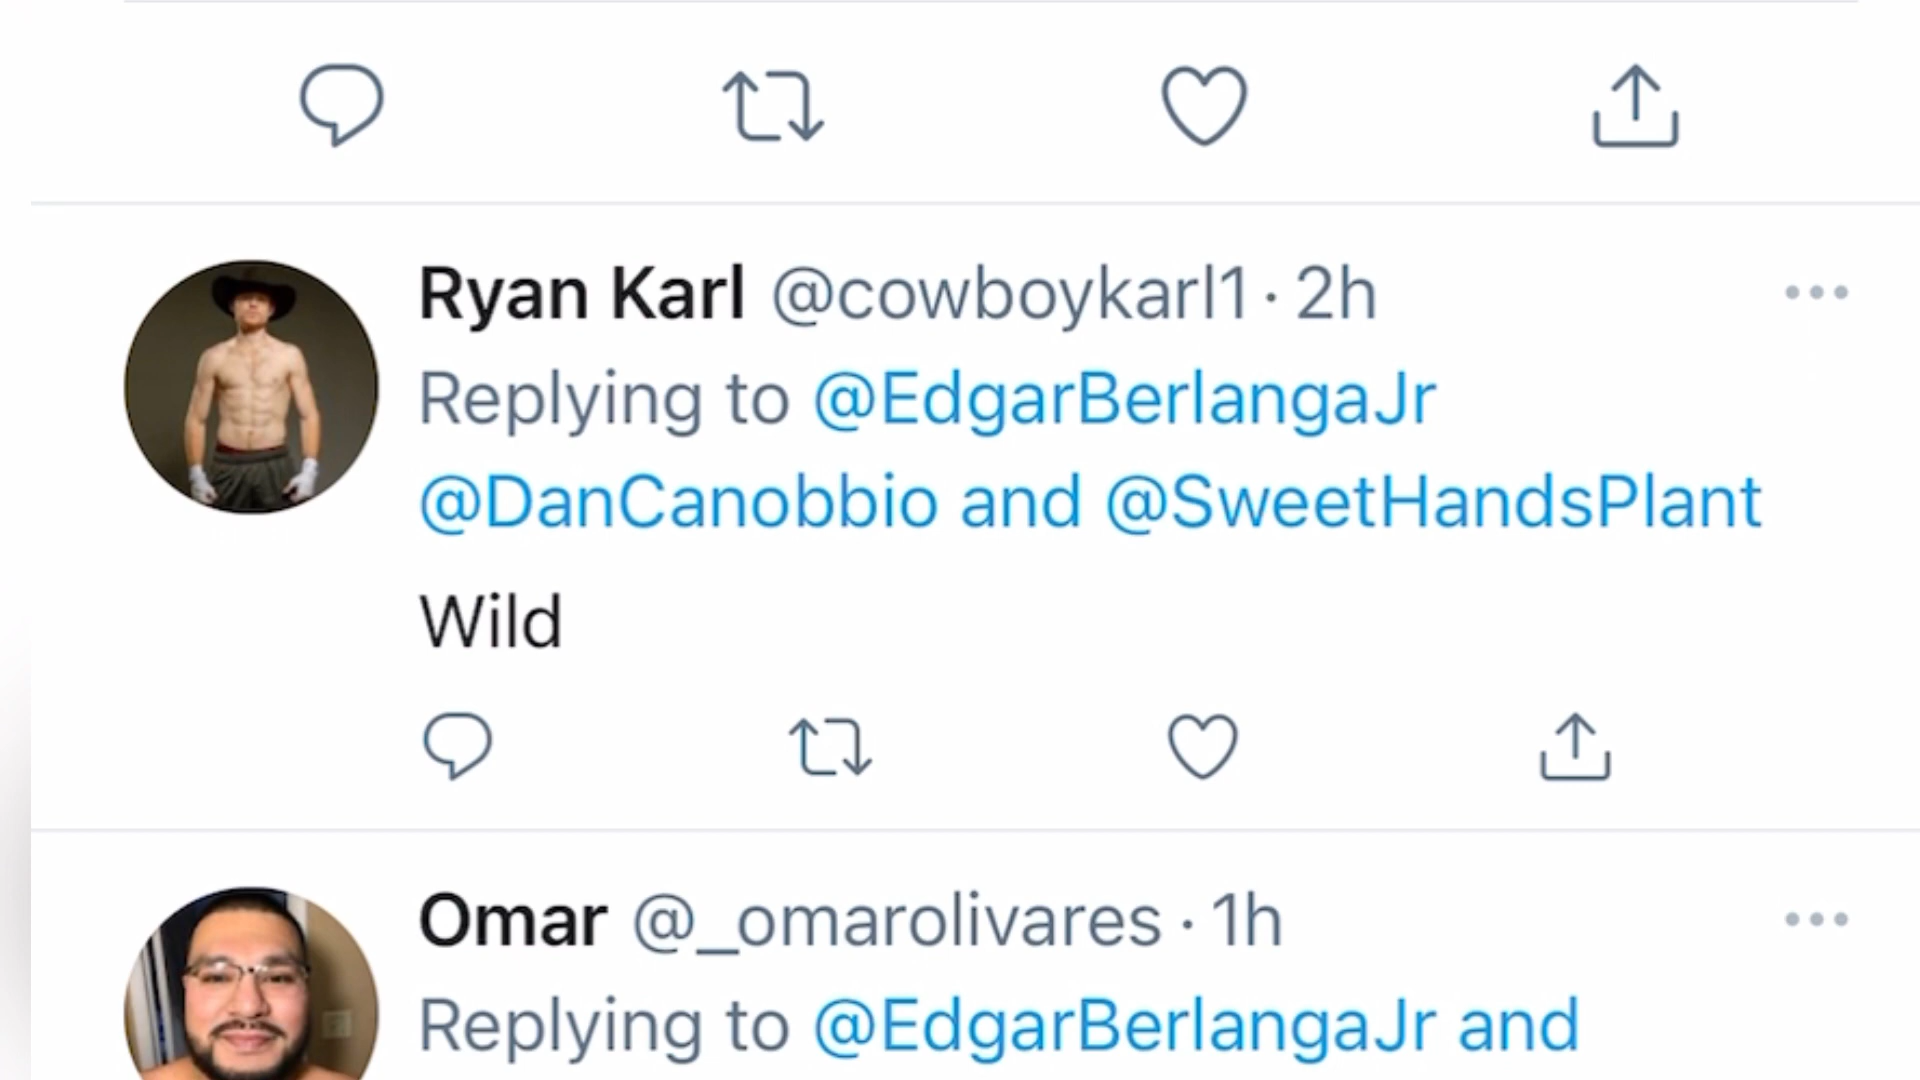 Ryan Karl @cowboykarl1 · 2h
Replying to @EdgarBerlangaJr
@DanCanobbio and @SweetHandsPlant
Wild
Omar @_omarolivares · 1h
Replying to @EdgarBerlangaJr and